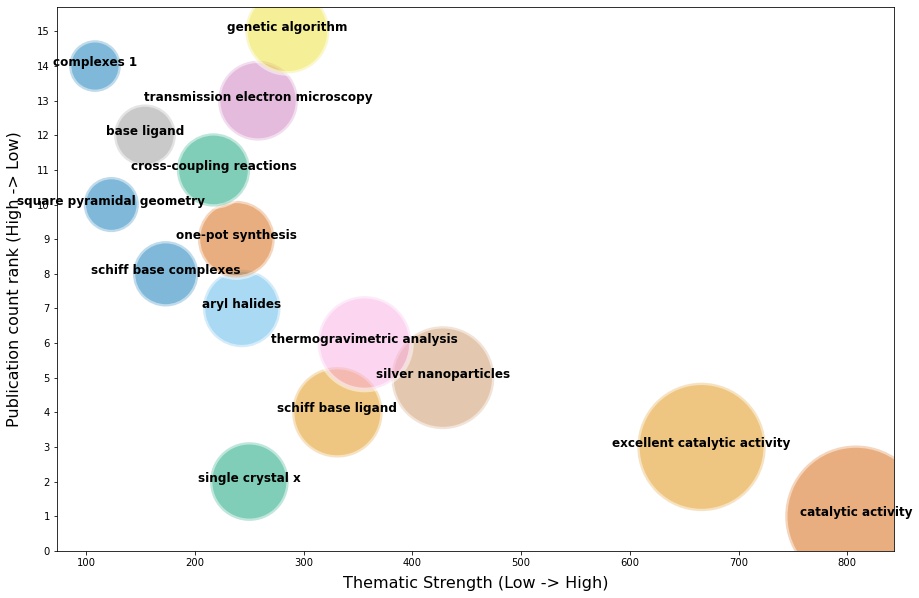 15
genetic algorithm
14
complexes 1
13
transmission electron microscopy
12
base ligand
11
cross-coupling reactions
10
square pyramidal geometry
9
one-pot synthesis
8
schiff base complexes
7
aryl halides
6
thermogravimetric analysis
5
silver nanoparticles
4
schiff base ligand
3
excellent catalytic activity
2
single crystal x
1
catalytic activity
0
100 200 300 400 500 600 700 800
Thematic Strength (Low -> High)
Publication count rank (High -> Low)